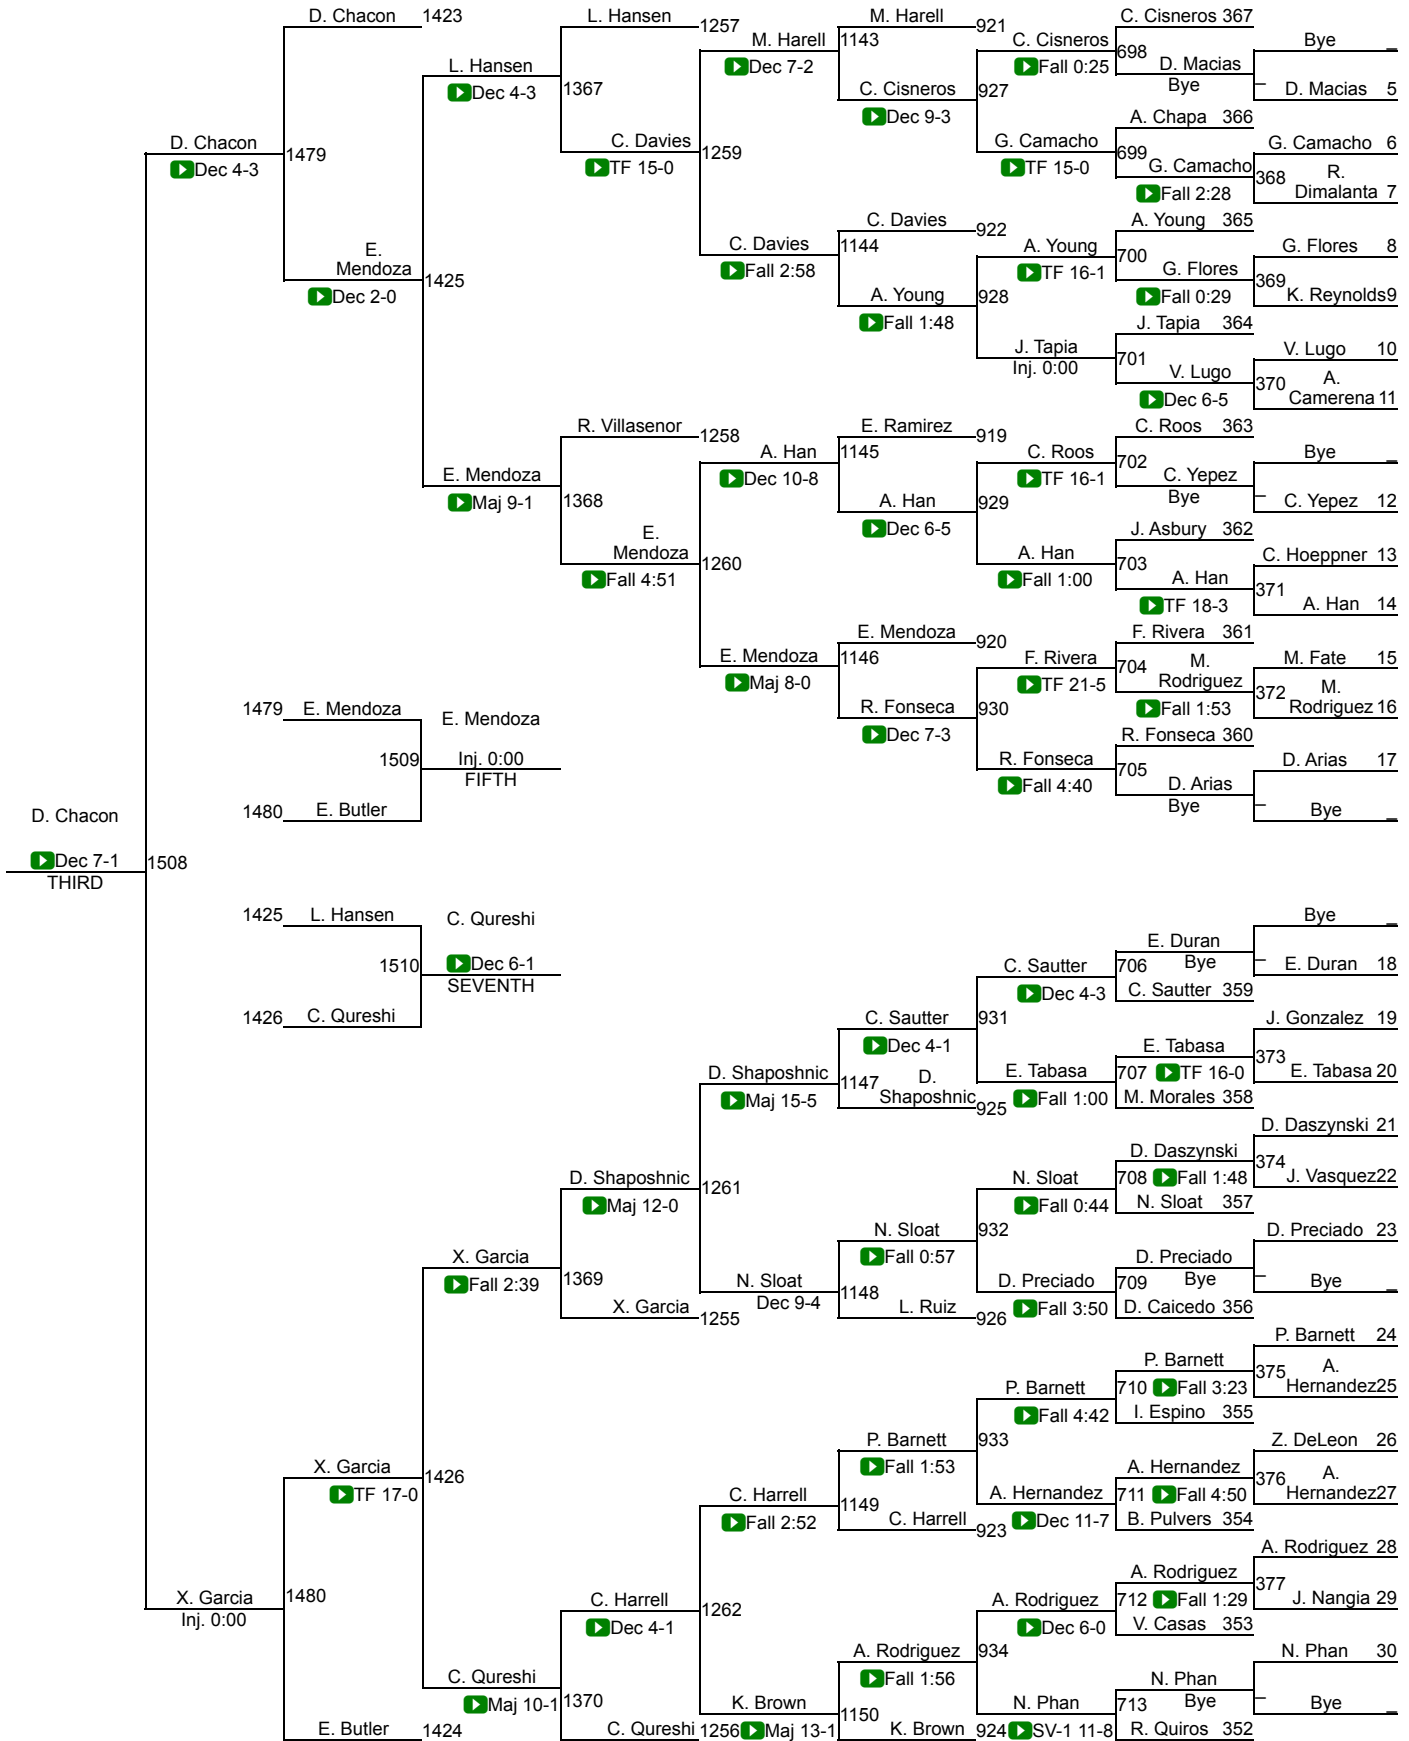 D. Chacon 1423 L. Hansen M. Harell C. Cisneros 367
1257 921
M. Harell 1143 C. Cisneros 698 Bye _
L. Hansen Dec 7-2 Fall 0:25 D. Macias
Dec 4-3 1367 C. Cisneros 927 Bye _ D. Macias 5
Dec 9-3 A. Chapa 366
D. Chacon 1479 C. Davies 1259 G. Camacho 699 G. Camacho 6
Dec 4-3 TF 15-0 TF 15-0 G. Camacho 368 R.
Fall 2:28 Dimalanta 7
C. Davies 922 A. Young 365
E. C. Davies 1144 A. Young 700 G. Flores 8
Mendoza 1425 Fall 2:58 TF 16-1 G. Flores 369
Dec 2-0 A. Young 928 Fall 0:29 K. Reynolds 9
Fall 1:48 J. Tapia 364
J. Tapia 701 V. Lugo 10
Inj. 0:00 V. Lugo 370 A.
Dec 6-5 Camerena 11
R. Villasenor 1258 E. Ramirez 919 C. Roos 363
A. Han 1145 C. Roos 702 Bye _
E. Mendoza Dec 10-8 TF 16-1 C. Yepez
Maj 9-1 1368 A. Han 929 Bye _ C. Yepez 12
E. Dec 6-5 J. Asbury 362
Mendoza 1260 A. Han 703 C. Hoeppner 13
Fall 4:51 Fall 1:00 A. Han 371
TF 18-3 A. Han 14
E. Mendoza 920 F. Rivera 361
E. Mendoza 1146 F. Rivera 704 M. M. Fate 15
Maj 8-0 TF 21-5 Rodriguez 372 M.
1479 E. Mendoza E. Mendoza R. Fonseca 930 Fall 1:53 Rodriguez 16
Dec 7-3 R. Fonseca 360
1509 Inj. 0:00 R. Fonseca 705 D. Arias 17
FIFTH Fall 4:40 D. Arias
1480 E. Butler Bye _ Bye _
D. Chacon
Dec 7-1 1508
THIRD
1425 L. Hansen C. Qureshi Bye _
E. Duran
1510 Dec 6-1 C. Sautter 706 Bye _ E. Duran 18
SEVENTH Dec 4-3 C. Sautter 359
1426 C. Qureshi C. Sautter 931 J. Gonzalez 19
Dec 4-1 E. Tabasa 373
D. Shaposhnic 1147 D. E. Tabasa 707 TF 16-0 E. Tabasa 20
Maj 15-5 Shaposhnic 925 Fall 1:00 M. Morales 358
D. Daszynski 21
D. Daszynski 374
D. Shaposhnic 1261 N. Sloat 708 Fall 1:48 J. Vasquez 22
Maj 12-0 Fall 0:44 N. Sloat 357
N. Sloat 932 D. Preciado 23
X. Garcia Fall 0:57 D. Preciado
Fall 2:39 1369 N. Sloat 1148 D. Preciado 709 Bye _ Bye _
X. Garcia 1255 Dec 9-4 L. Ruiz 926 Fall 3:50 D. Caicedo 356
P. Barnett 24
P. Barnett 375 A.
P. Barnett 710 Fall 3:23 Hernandez 25
Fall 4:42 I. Espino 355
P. Barnett 933 Z. DeLeon 26
X. Garcia 1426 Fall 1:53 A. Hernandez 376 A.
TF 17-0 C. Harrell 1149 A. Hernandez 711 Fall 4:50 Hernandez 27
Fall 2:52 C. Harrell 923 Dec 11-7 B. Pulvers 354
A. Rodriguez 28
A. Rodriguez 377
X. Garcia 1480 C. Harrell 1262 A. Rodriguez 712 Fall 1:29 J. Nangia 29
Inj. 0:00 Dec 4-1 Dec 6-0 V. Casas 353
A. Rodriguez 934 N. Phan 30
C. Qureshi Fall 1:56 N. Phan
Maj 10-1 1370 K. Brown 1150 N. Phan 713 Bye _ Bye _
E. Butler 1424 C. Qureshi 1256 Maj 13-1 K. Brown 924 SV-1 11-8 R. Quiros 352